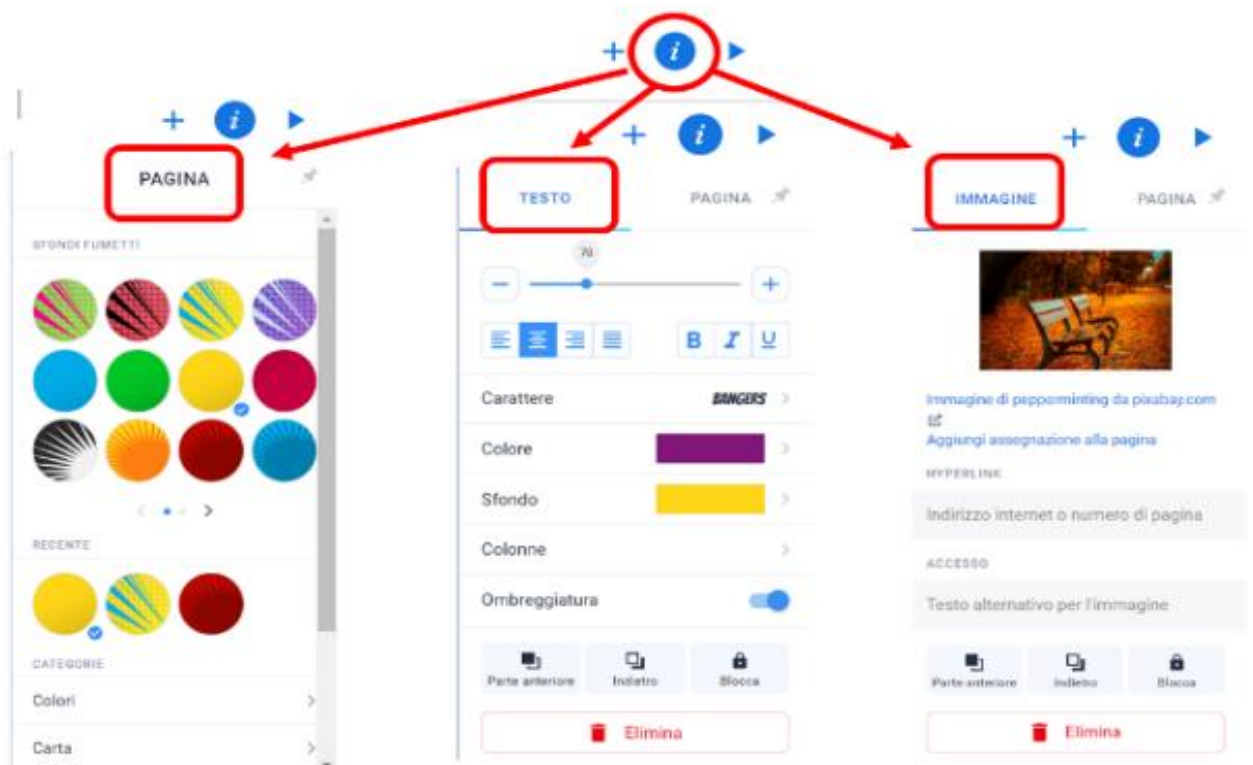 i
i
PAGINA
SFONDI FUMETTI
RECENTE
CATEGORIE
Colori
Carta
i
TESTO PAGINA
70
B I U
Carattere BANGERS
Colore
Sfondo
Colonne
Ombreggiatura
Parte anteriore Indietro Blocca
Elimina
i
IMMAGINE PAGINA
Immagine di pepperminting da pixabay.com
Aggiungi assegnazione alla pagina
HYPERLINK
Indirizzo internet o numero di pagina
ACCESSO
Testo alternativo per l'immagine
Parte anteriore Indietro Blocca
Elimina